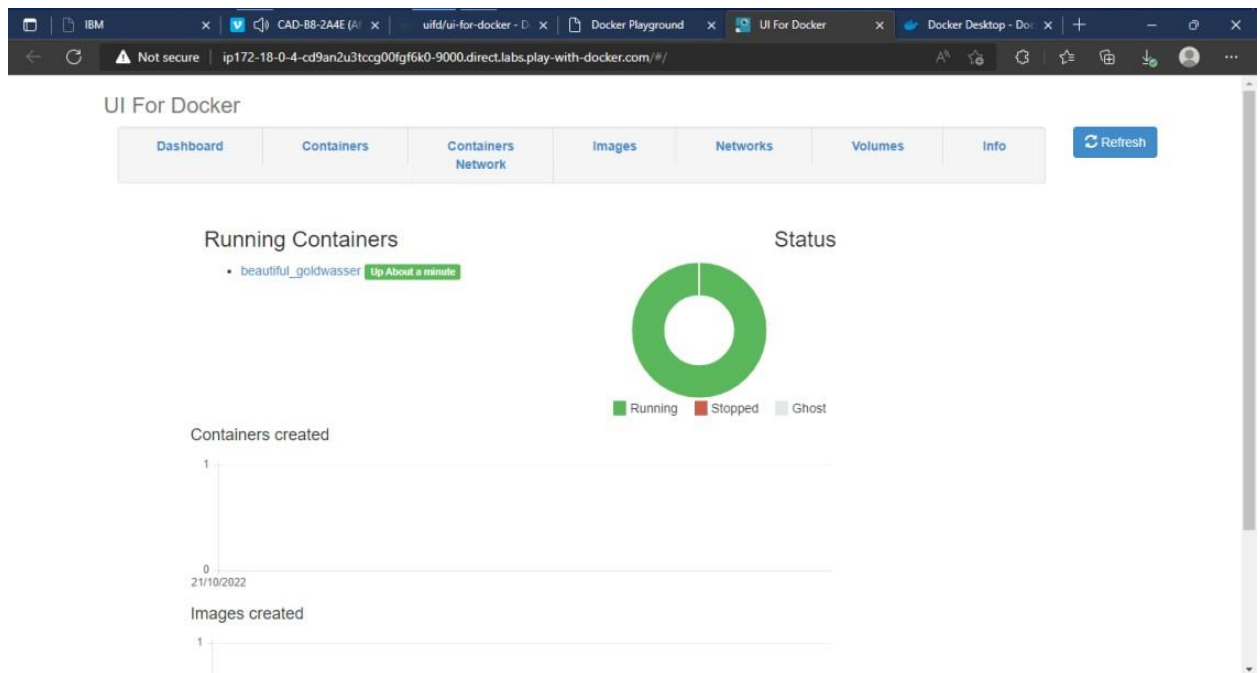 IBM
CAD-B8-2A4E (A
uifd/ui-for-docker - D
Docker Playground
UI For Docker
Docker Desktop - Doc
Not secure
ip172-18-0-4-cd9an2u3tccg00fgf6k0-9000.direct.labs.play-with-docker.com/#/
UI For Docker
Dashboard
Containers
Containers
Network
Images
Networks
Volumes
Info
Refresh
Running Containers
beautiful_goldwasser Up About a minute
Status
Running Stopped Ghost
Containers created
1
0
21/10/2022
Images created
1